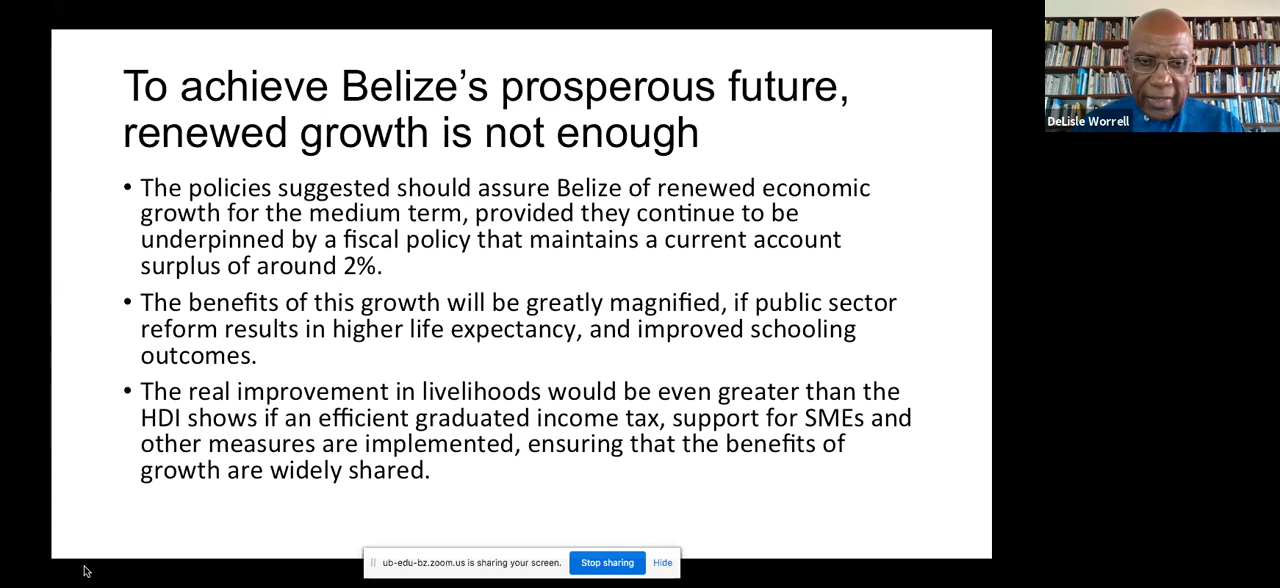 To achieve Belize's prosperous future,
renewed growth is not enough
• The policies suggested should assure Belize of renewed economic
growth for the medium term, provided they continue to be
underpinned by a fiscal policy that maintains a current account
surplus of around 2%.
• The benefits of this growth will be greatly magnified, if public sector
reform results in higher life expectancy, and improved schooling
outcomes.
• The real improvement in livelihoods would be even greater than the
HDI shows if an efficient graduated income tax, support for SMEs and
other measures are implemented, ensuring that the benefits of
growth are widely shared.
DeLisle Worrell
ub-edu-bz.zoom.us is sharing your screen. Stop sharing Hide